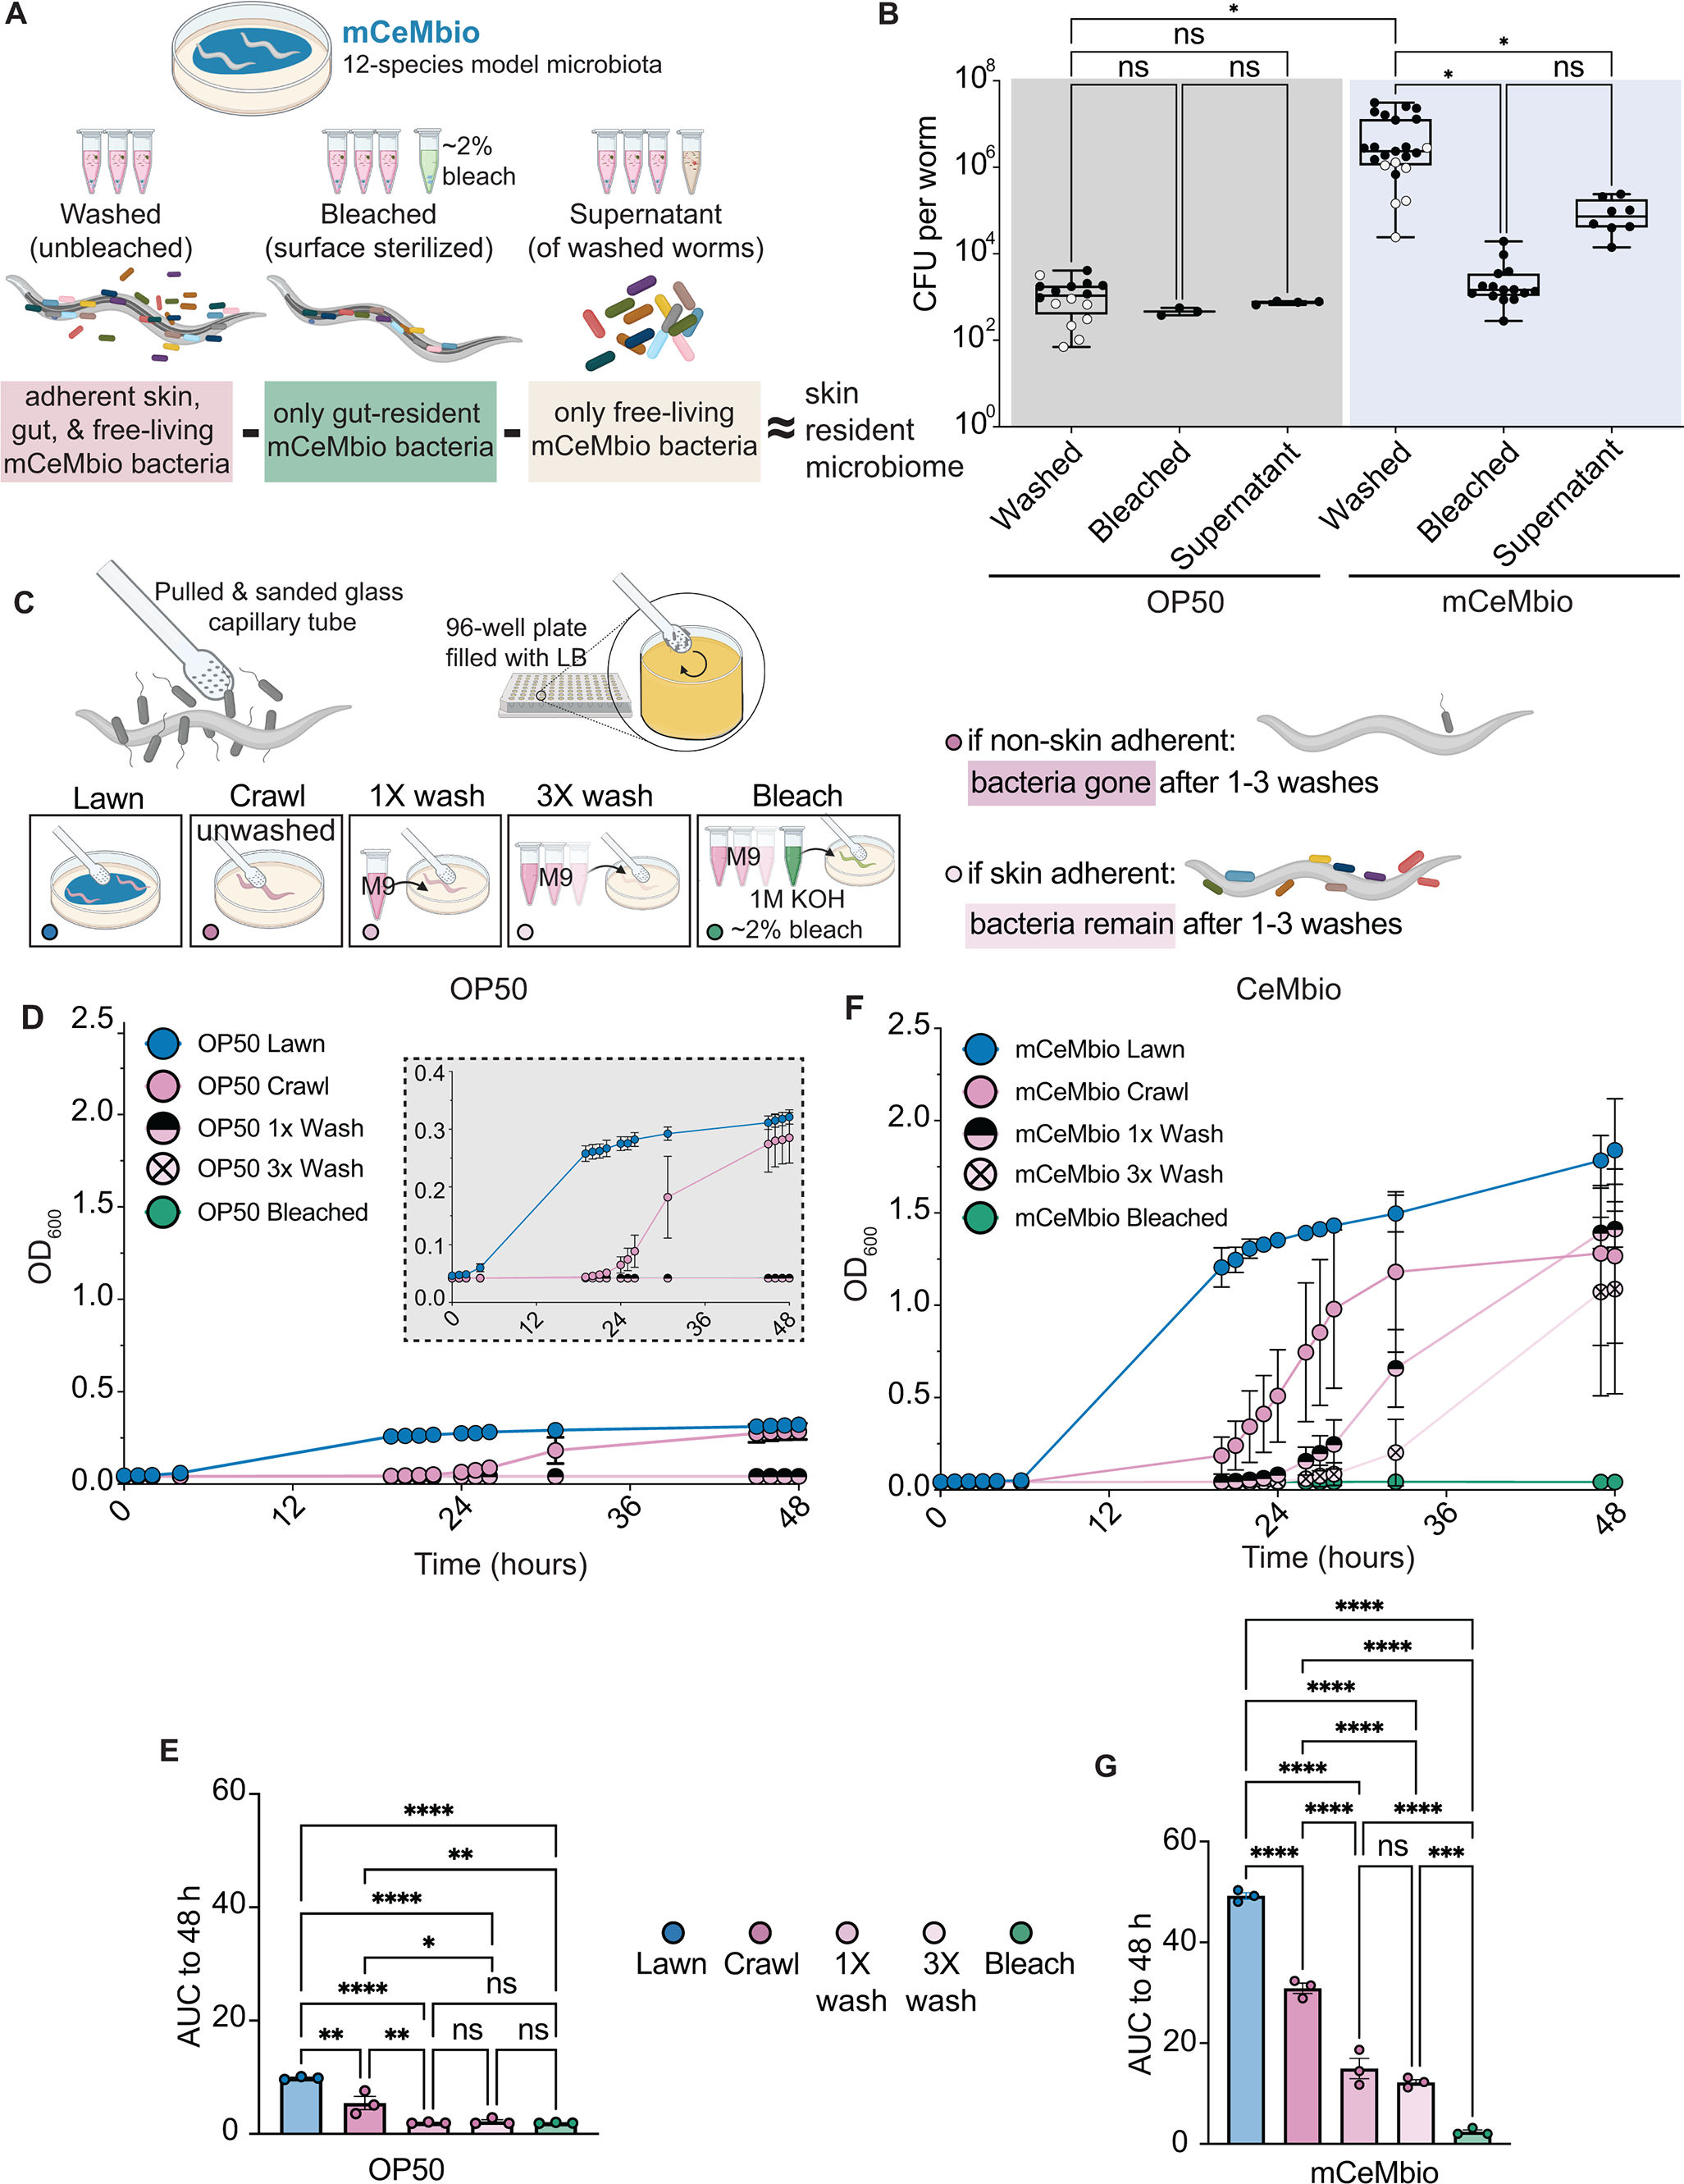 A
mCeMbio
12-species model microbiota
~2%
bleach
Washed
(unbleached)
Bleached
(surface sterilized)
Supernatant
(of washed worms)
adherent skin,
gut, & free-living
mCeMbio bacteria
-
only gut-resident
mCeMbio bacteria
-
only free-living
mCeMbio bacteria
≈
skin
resident
microbiome
B
*
ns
*
ns
ns
*
ns
CFU per worm
10^8
10^6
10^4
10^2
10^0
Washed
Bleached
Supernatant
Washed
Bleached
Supernatant
OP50
mCeMbio
C
Pulled & sanded glass
capillary tube
96-well plate
filled with LB
Lawn
Crawl
unwashed
1X wash
M9
3X wash
M9
Bleach
M9
1M KOH
~2% bleach
if non-skin adherent:
bacteria gone after 1-3 washes
if skin adherent:
bacteria remain after 1-3 washes
OP50
D
OP50 Lawn
OP50 Crawl
OP50 1x Wash
OP50 3x Wash
OP50 Bleached
OD600
2.5
2.0
1.5
1.0
0.5
0.0
0
12
24
36
48
Time (hours)
0.4
0.3
0.2
0.1
0.0
0
12
24
36
48
CeMbio
F
mCeMbio Lawn
mCeMbio Crawl
mCeMbio 1x Wash
mCeMbio 3x Wash
mCeMbio Bleached
OD600
2.5
2.0
1.5
1.0
0.5
0.0
0
12
24
36
48
Time (hours)
E
AUC to 48 h
60
40
20
0
****
**
****
*
****
ns
**
**
ns
ns
OP50
Lawn
Crawl
1X
wash
3X
wash
Bleach
G
****
****
****
****
****
****
****
****
ns
***
AUC to 48 h
60
40
20
0
mCeMbio